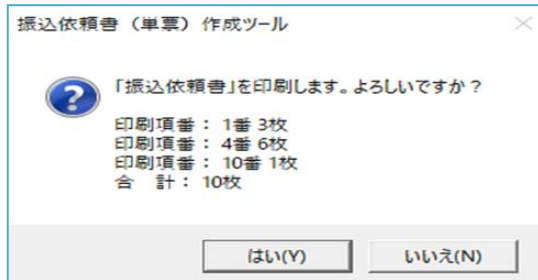 振込依頼書（単票）作成ツール
「振込依頼書」を印刷します。よろしいですか？
印刷項番： 1番 3枚
印刷項番： 4番 6枚
印刷項番： 10番 1枚
合　計： 10枚
はい(Y) いいえ(N)